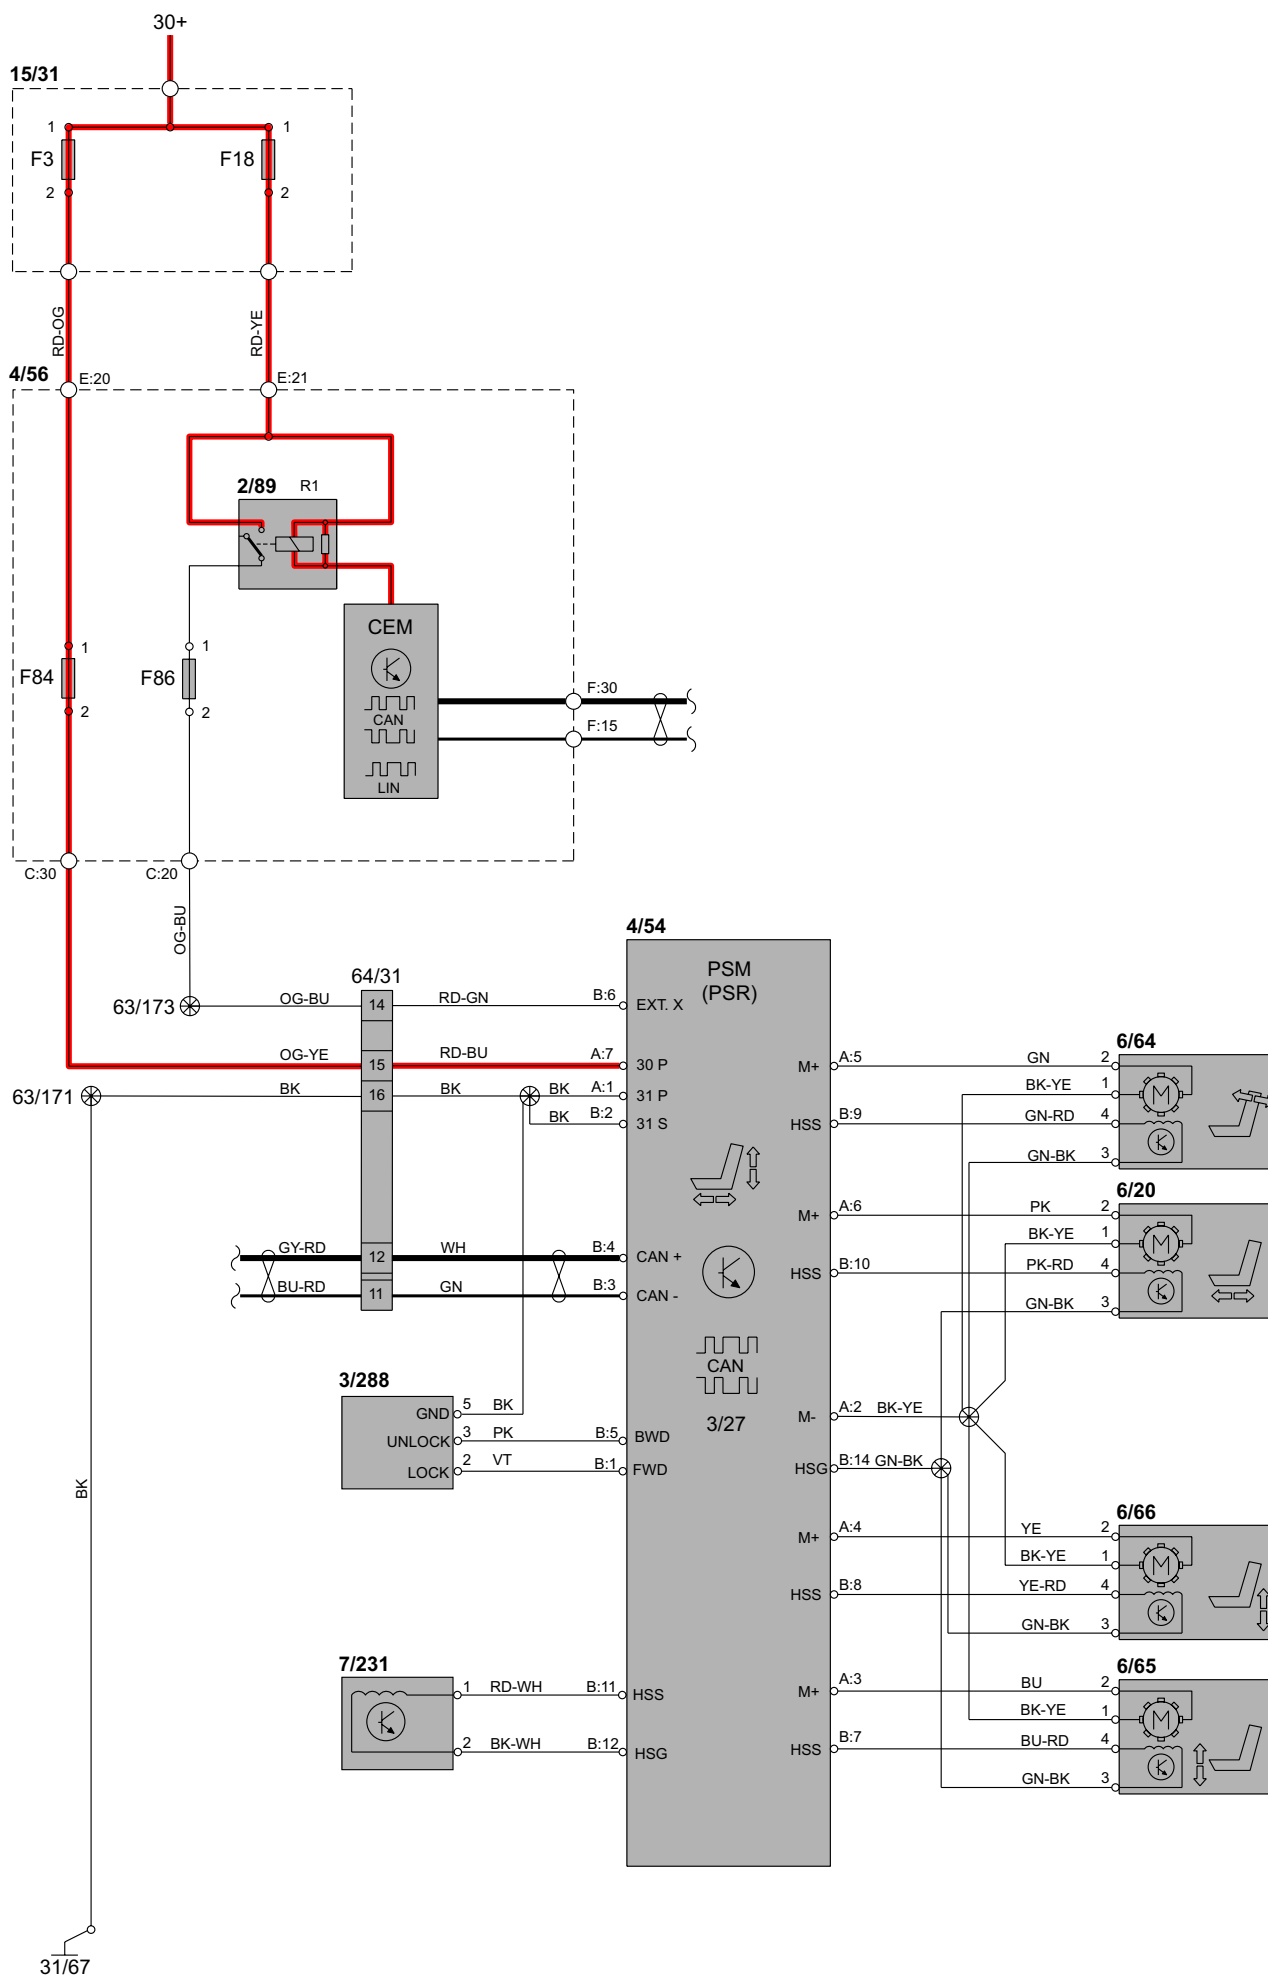 30+
15/31
1
1
F3
F18
2
2
RD-OG
RD-YE
4/56
E:20
E:21
2/89
R1
CEM
1
1
F84
F86
2
2
CAN
LIN
F:30
F:15
C:30
C:20
OG-BU
4/54
64/31
PSM
(PSR)
63/173
OG-BU
14
RD-GN
B:6
EXT. X
OG-YE
15
RD-BU
A:7
30 P
63/171
BK
16
BK
BK
A:1
31 P
BK
B:2
31 S
GY-RD
12
WH
B:4
CAN +
BU-RD
11
GN
B:3
CAN -
CAN
3/27
3/288
GND
5
BK
UNLOCK
3
PK
B:5
BWD
LOCK
2
VT
B:1
FWD
BK
7/231
1
RD-WH
B:11
HSS
2
BK-WH
B:12
HSG
31/67
6/64
M+
A:5
GN
2
BK-YE
1
M
HSS
B:9
GN-RD
4
GN-BK
3
6/20
M+
A:6
PK
2
BK-YE
1
M
HSS
B:10
PK-RD
4
GN-BK
3
M-
A:2
BK-YE
HSG
B:14
GN-BK
6/66
M+
A:4
YE
2
BK-YE
1
M
HSS
B:8
YE-RD
4
GN-BK
3
6/65
M+
A:3
BU
2
BK-YE
1
M
HSS
B:7
BU-RD
4
GN-BK
3